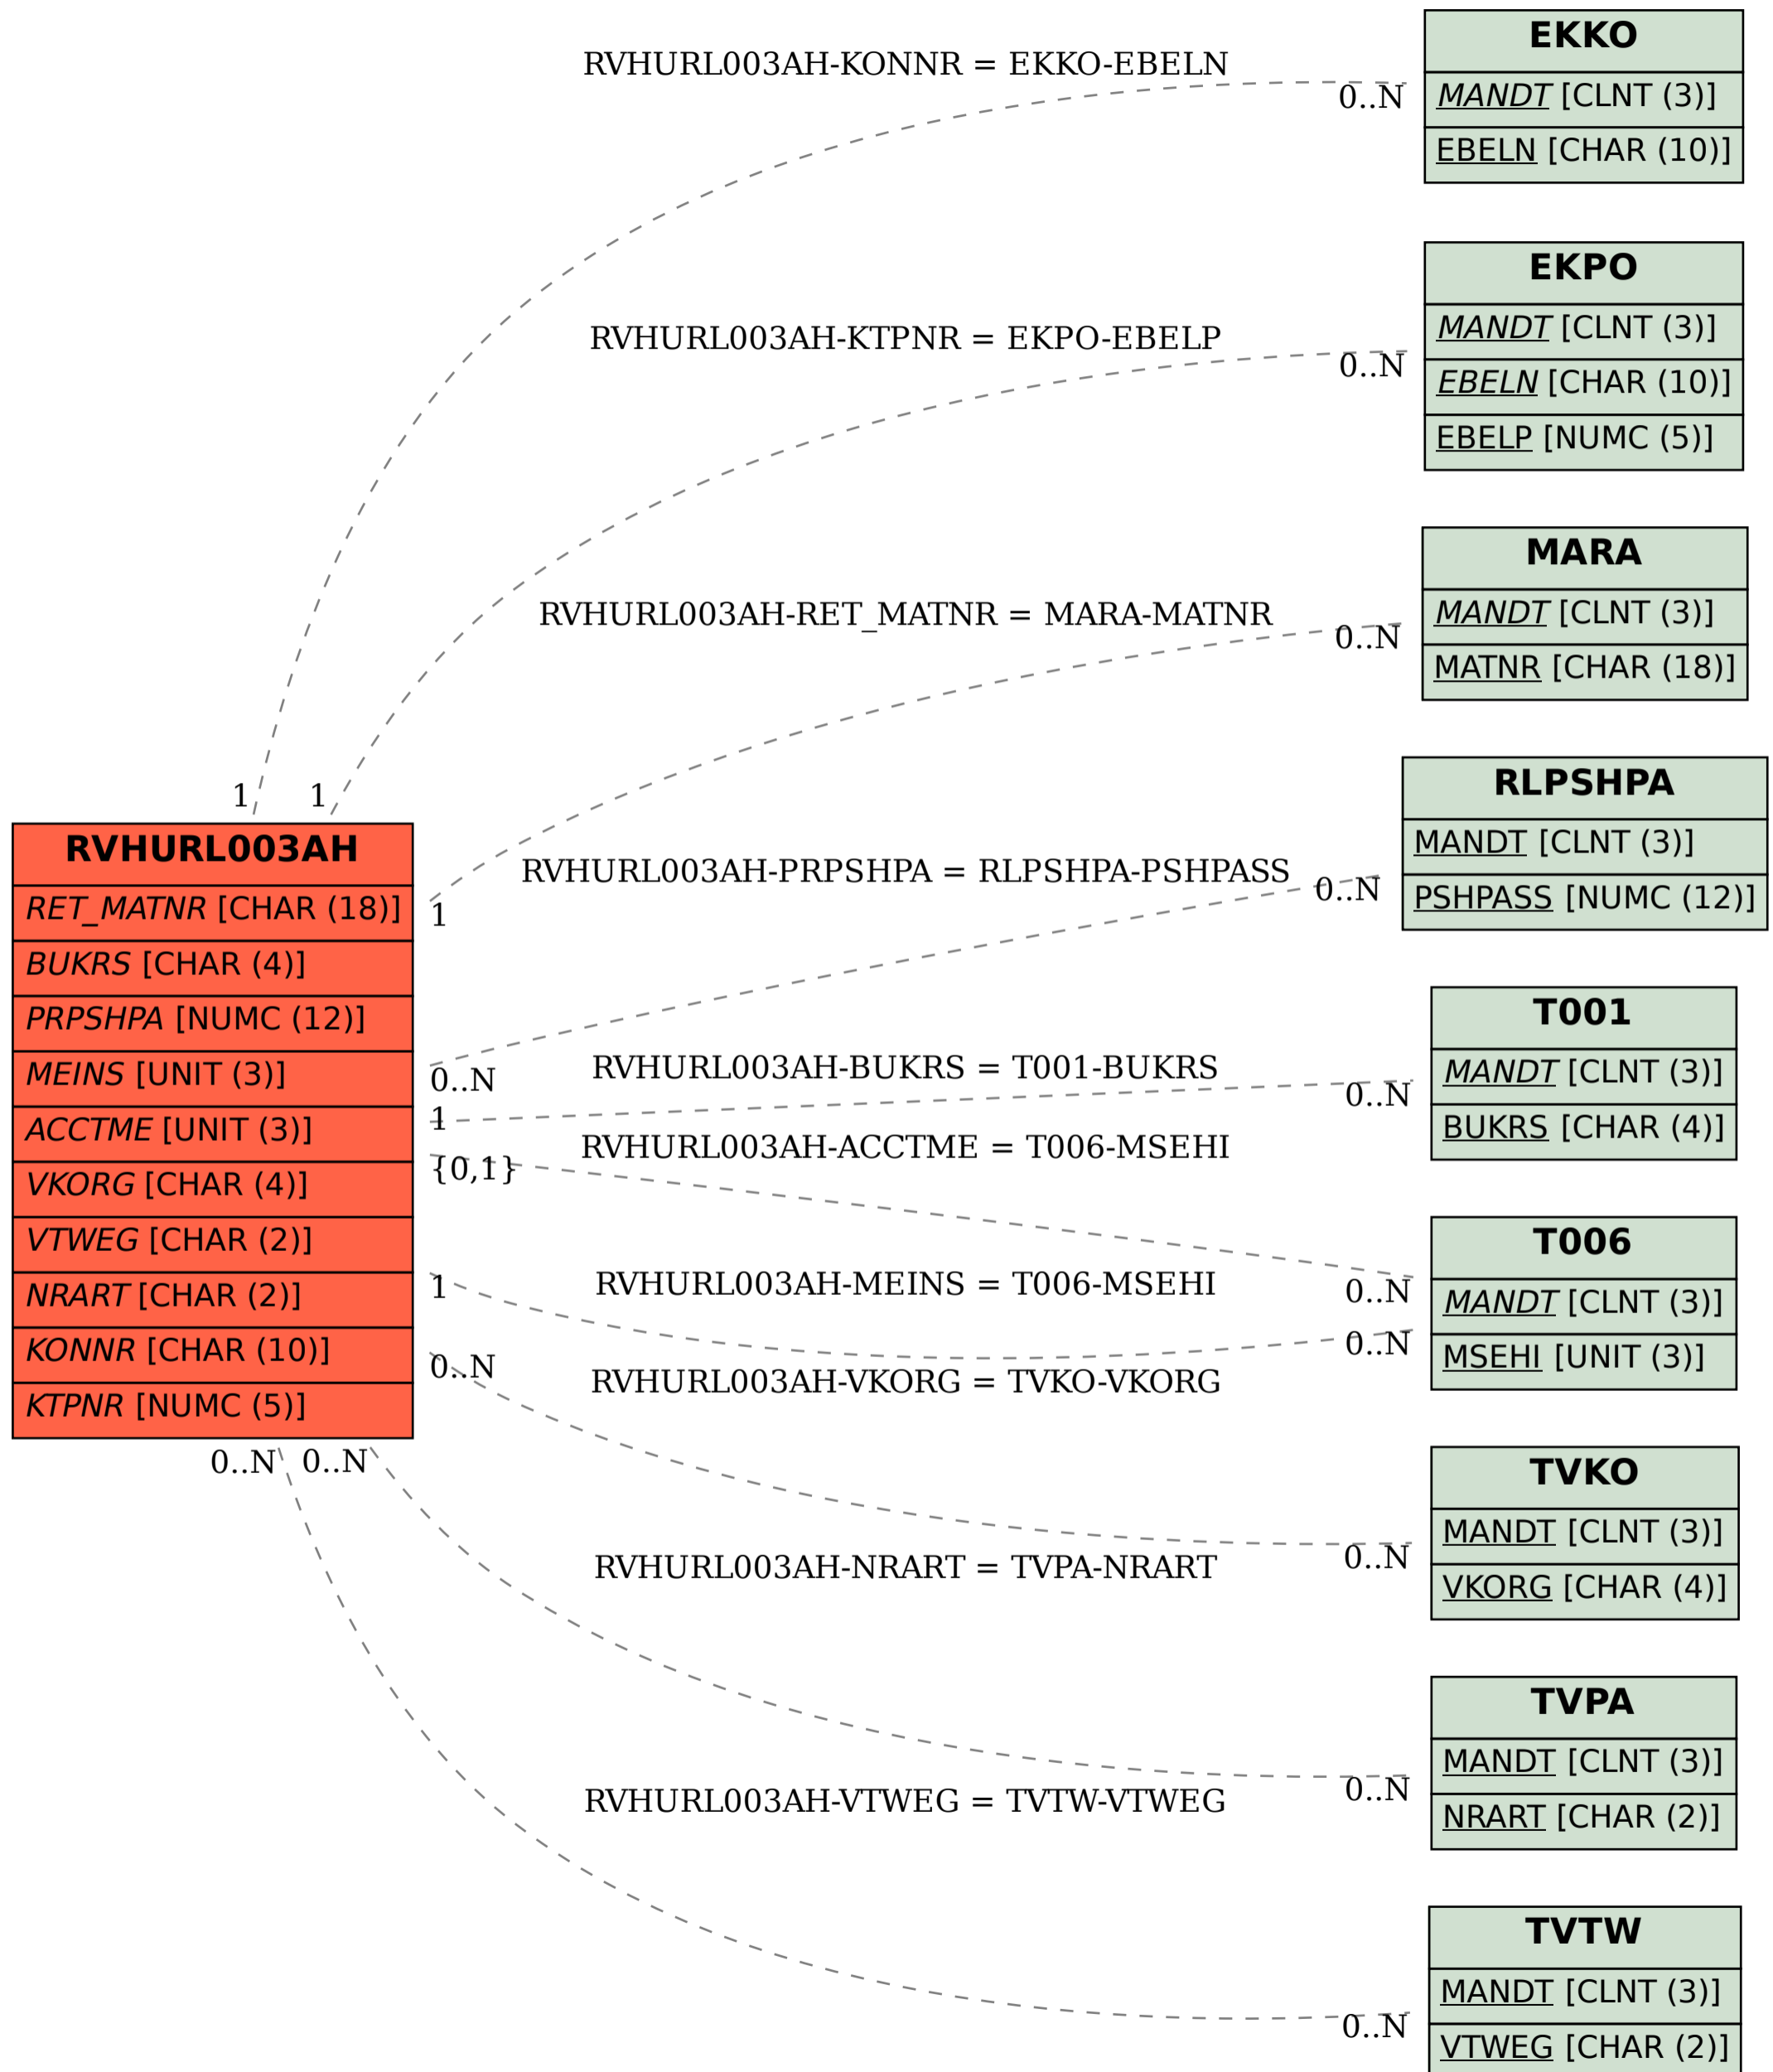 EKKO
MANDT [CLNT (3)]
EBELN [CHAR (10)]
RVHURL003AH-KONNR = EKKO-EBELN
0..N
1
EKPO
MANDT [CLNT (3)]
EBELN [CHAR (10)]
EBELP [NUMC (5)]
RVHURL003AH-KTPNR = EKPO-EBELP
0..N
1
MARA
MANDT [CLNT (3)]
MATNR [CHAR (18)]
RVHURL003AH-RET_MATNR = MARA-MATNR
0..N
1
RVHURL003AH
RET_MATNR [CHAR (18)]
BUKRS [CHAR (4)]
PRPSHPA [NUMC (12)]
MEINS [UNIT (3)]
ACCTME [UNIT (3)]
VKORG [CHAR (4)]
VTWEG [CHAR (2)]
NRART [CHAR (2)]
KONNR [CHAR (10)]
KTPNR [NUMC (5)]
RLPSHPA
MANDT [CLNT (3)]
PSHPASS [NUMC (12)]
RVHURL003AH-PRPSHPA = RLPSHPA-PSHPASS
0..N
0..N
T001
MANDT [CLNT (3)]
BUKRS [CHAR (4)]
RVHURL003AH-BUKRS = T001-BUKRS
0..N
1
T006
MANDT [CLNT (3)]
MSEHI [UNIT (3)]
RVHURL003AH-ACCTME = T006-MSEHI
0..N
{0,1}
RVHURL003AH-MEINS = T006-MSEHI
0..N
1
TVKO
MANDT [CLNT (3)]
VKORG [CHAR (4)]
RVHURL003AH-VKORG = TVKO-VKORG
0..N
0..N
TVPA
MANDT [CLNT (3)]
NRART [CHAR (2)]
RVHURL003AH-NRART = TVPA-NRART
0..N
0..N
TVTW
MANDT [CLNT (3)]
VTWEG [CHAR (2)]
RVHURL003AH-VTWEG = TVTW-VTWEG
0..N
0..N